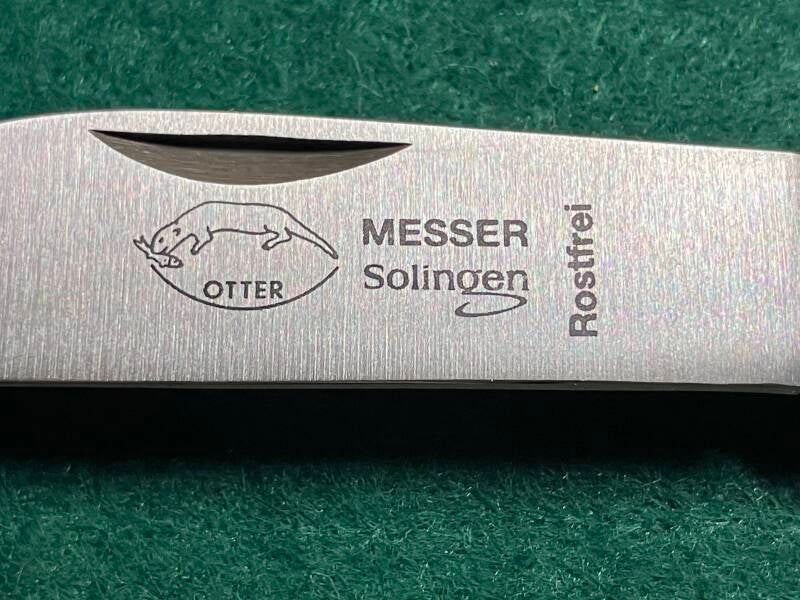 OTTER
MESSER
Solingen
Rostfrei